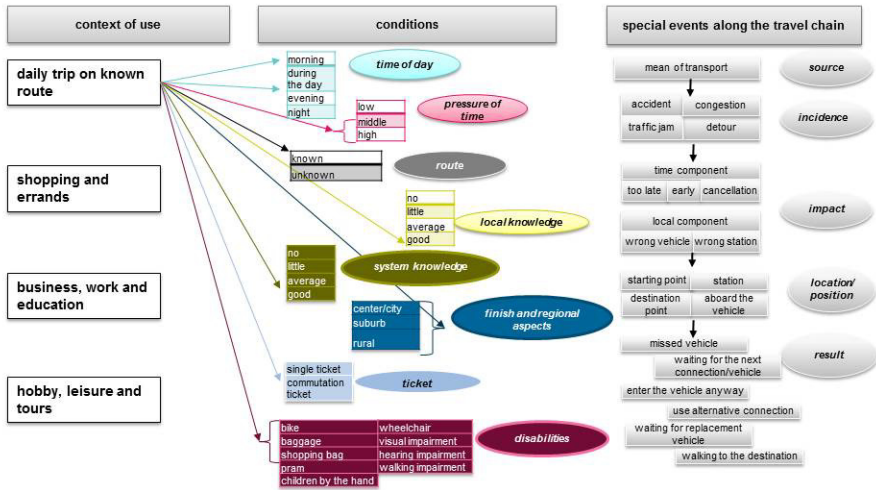 context of use
conditions
special events along the travel chain
daily trip on known
route
shopping and
errands
business, work and
education
hobby, leisure and
tours
morning
during
the day
evening
night
time of day
low
middle
high
pressure of
time
known
unknown
route
no
little
average
good
local knowledge
no
little
average
good
system knowledge
center/city
suburb
rural
finish and regional
aspects
single ticket
commutation
ticket
ticket
bike
wheelchair
baggage
visual impairment
shopping bag
hearing impairment
pram
walking impairment
children by the hand
disabilities
mean of transport
source
accident
congestion
traffic jam
detour
incidence
time component
too late
early
cancellation
local component
wrong vehicle
wrong station
impact
starting point
station
destination
point
aboard the
vehicle
location/
position
missed vehicle
waiting for the next
connection/vehicle
result
enter the vehicle anyway
use alternative connection
waiting for replacement
vehicle
walking to the destination